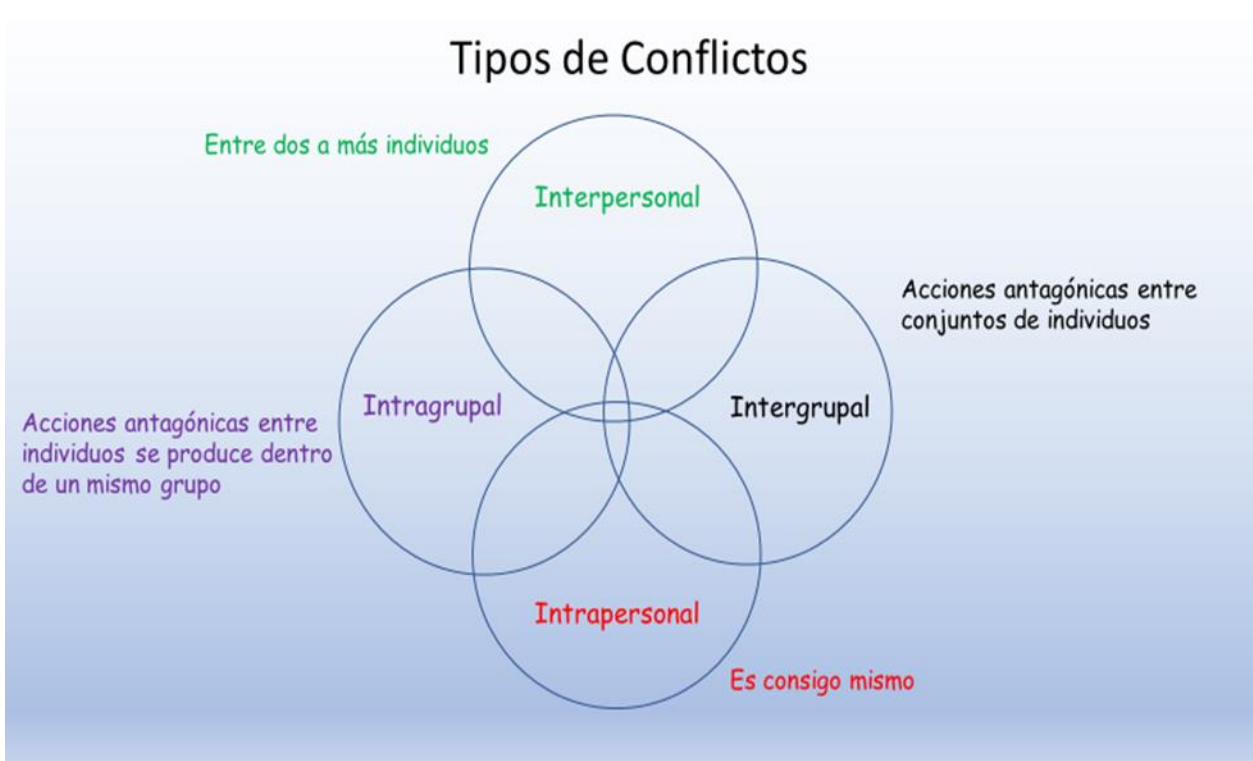 Tipos de Conflictos
Entre dos a más individuos
Interpersonal
Acciones antagónicas entre
conjuntos de individuos
Intragrupal
Intergrupal
Acciones antagónicas entre
individuos se produce dentro
de un mismo grupo
Intrapersonal
Es consigo mismo